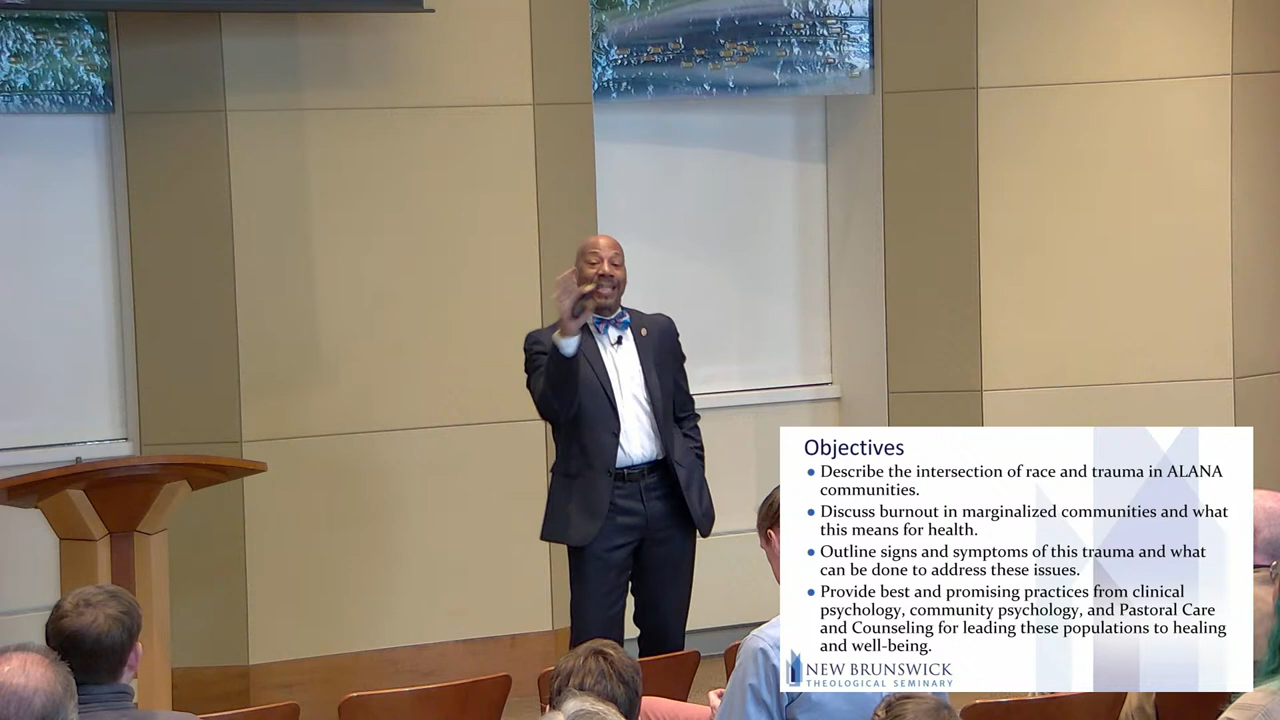 Objectives
● Describe the intersection of race and trauma in ALANA
communities.
● Discuss burnout in marginalized communities and what
this means for health.
● Outline signs and symptoms of this trauma and what
can be done to address these issues.
● Provide best and promising practices from clinical
psychology, community psychology, and Pastoral Care
and Counseling for leading these populations to healing
and well-being.
NEW BRUNSWICK
THEOLOGICAL SEMINARY